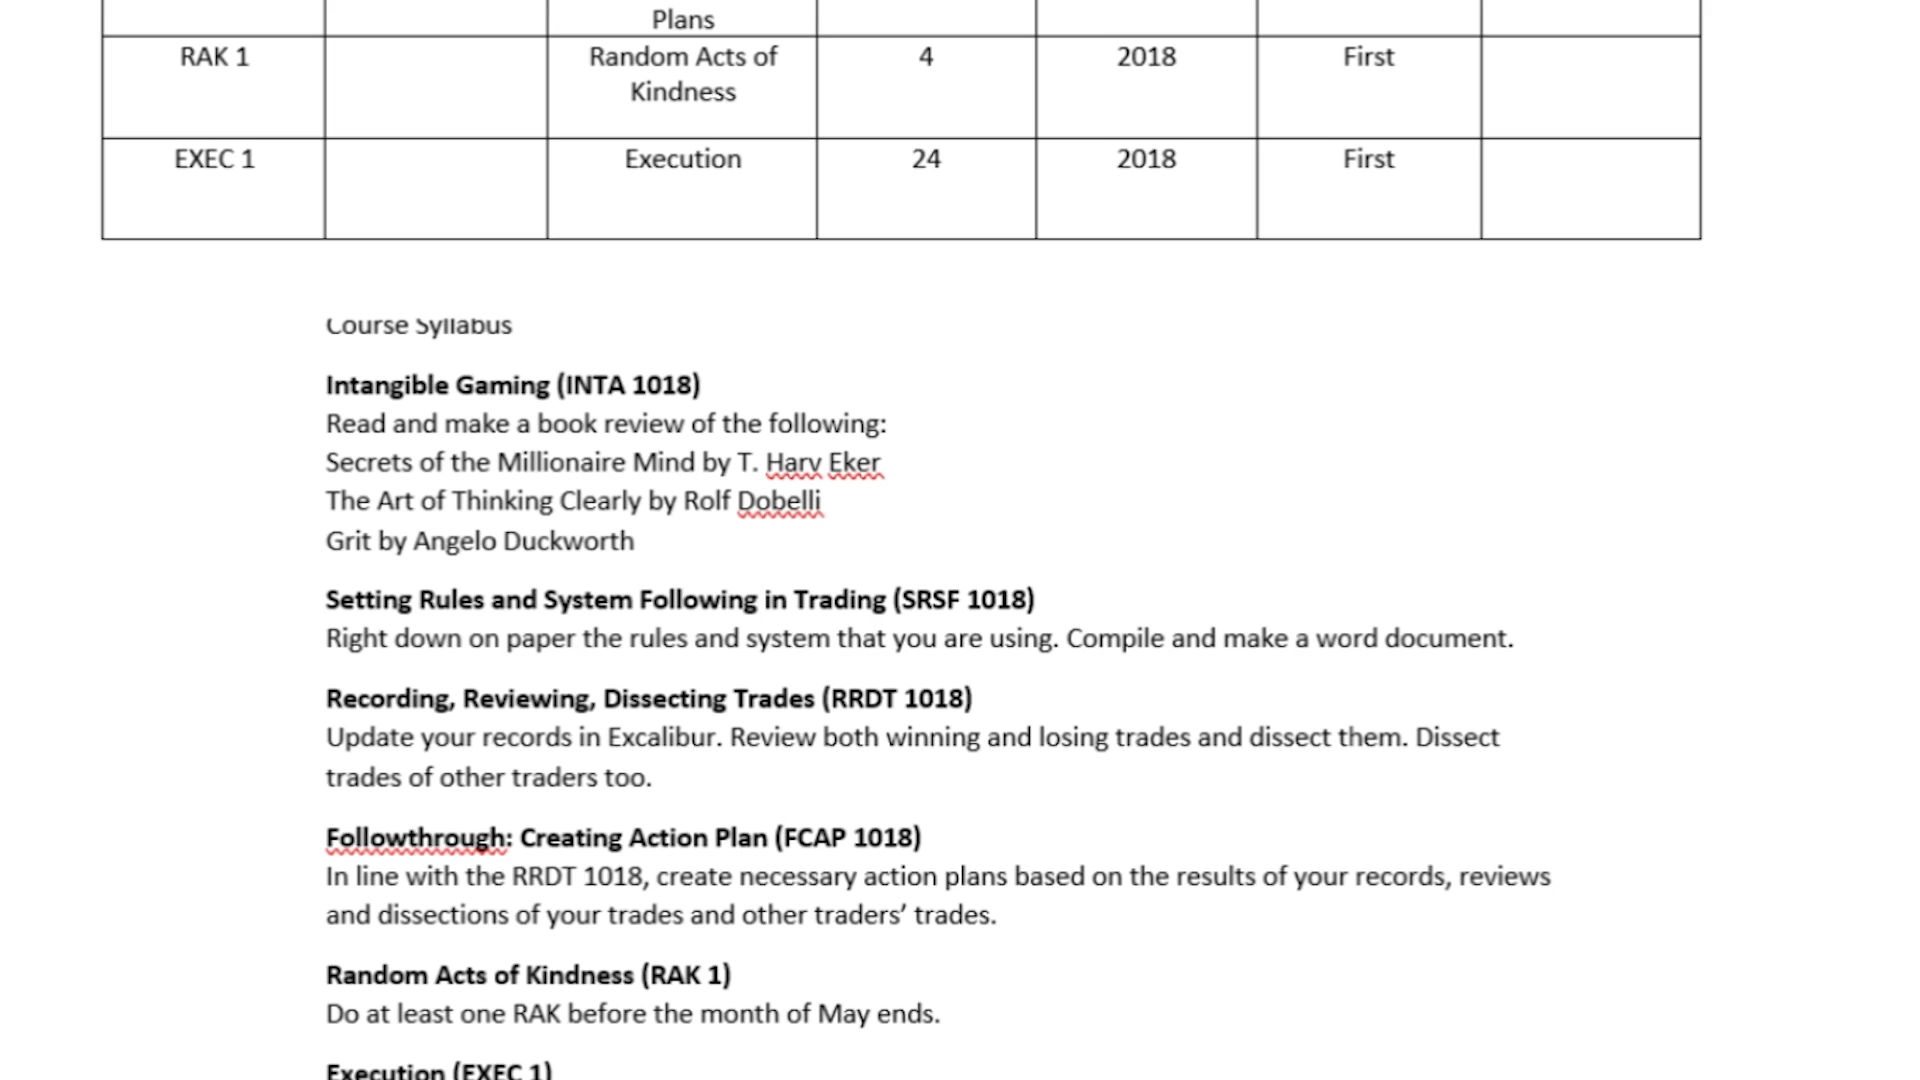 Plans
RAK 1 Random Acts of 4 2018 First
Kindness
EXEC 1 Execution 24 2018 First
Course Syllabus
Intangible Gaming (INTA 1018)
Read and make a book review of the following:
Secrets of the Millionaire Mind by T. Harv Eker
The Art of Thinking Clearly by Rolf Dobelli
Grit by Angelo Duckworth
Setting Rules and System Following in Trading (SRSF 1018)
Right down on paper the rules and system that you are using. Compile and make a word document.
Recording, Reviewing, Dissecting Trades (RRDT 1018)
Update your records in Excalibur. Review both winning and losing trades and dissect them. Dissect
trades of other traders too.
Followthrough: Creating Action Plan (FCAP 1018)
In line with the RRDT 1018, create necessary action plans based on the results of your records, reviews
and dissections of your trades and other traders’ trades.
Random Acts of Kindness (RAK 1)
Do at least one RAK before the month of May ends.
Execution (EXEC 1)